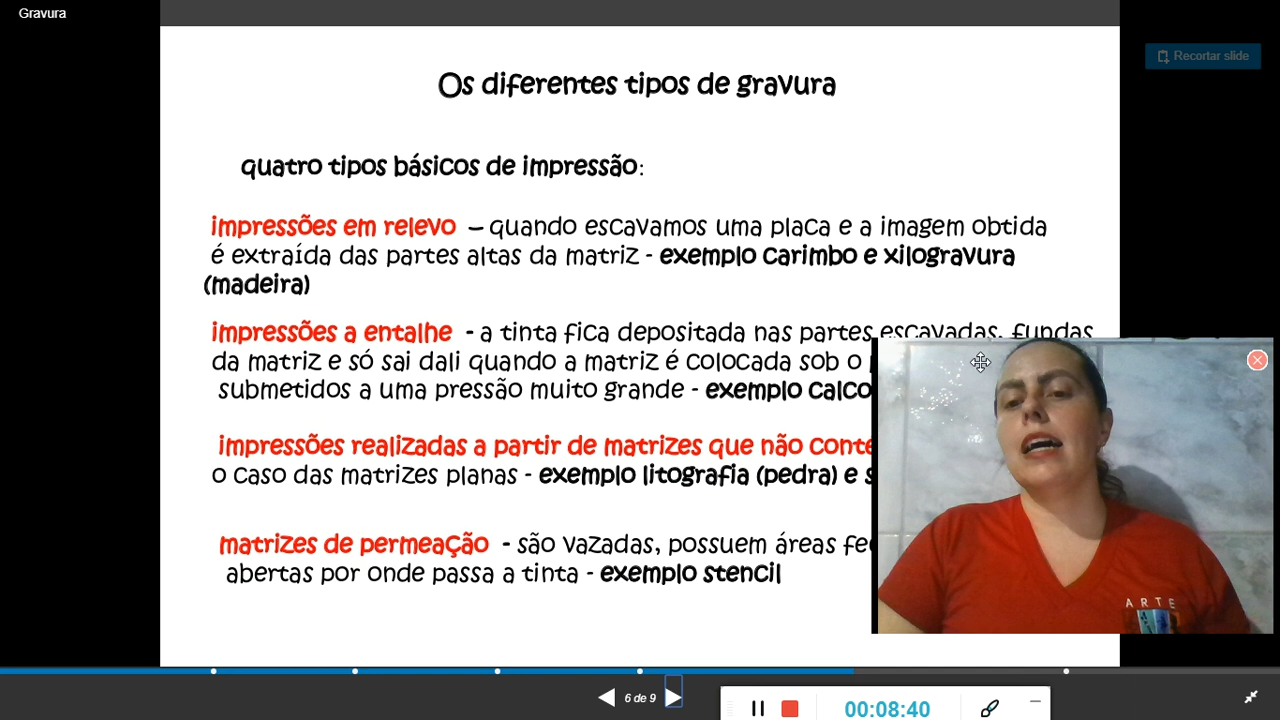 Gravura
Recortar slide
Os diferentes tipos de gravura
quatro tipos básicos de impressão:
impressões em relevo – quando escavamos uma placa e a imagem obtida
é extraída das partes altas da matriz - exemplo carimbo e xilogravura
(madeira)
impressões a entalhe - a tinta fica depositada nas partes escavadas, fundas
da matriz e só sai dali quando a matriz é colocada sob o
submetidos a uma pressão muito grande - exemplo
impressões realizadas a partir de matrizes que não
o caso das matrizes planas - exemplo litografia (pedra) e
matrizes de permeação - são vazadas, possuem áreas
abertas por onde passa a tinta - exemplo stencil
ARTE
6 de 9
00:08:40